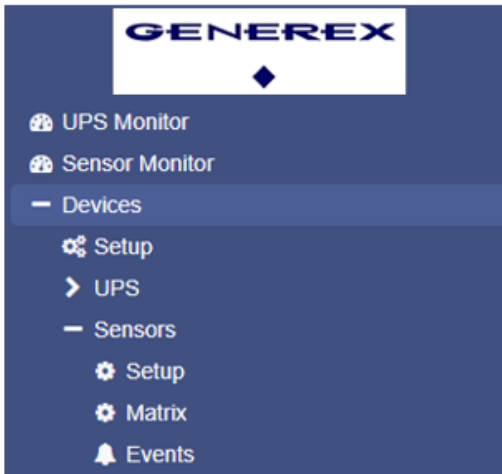 GENEREX
UPS Monitor
Sensor Monitor
Devices
Setup
UPS
Sensors
Setup
Matrix
Events